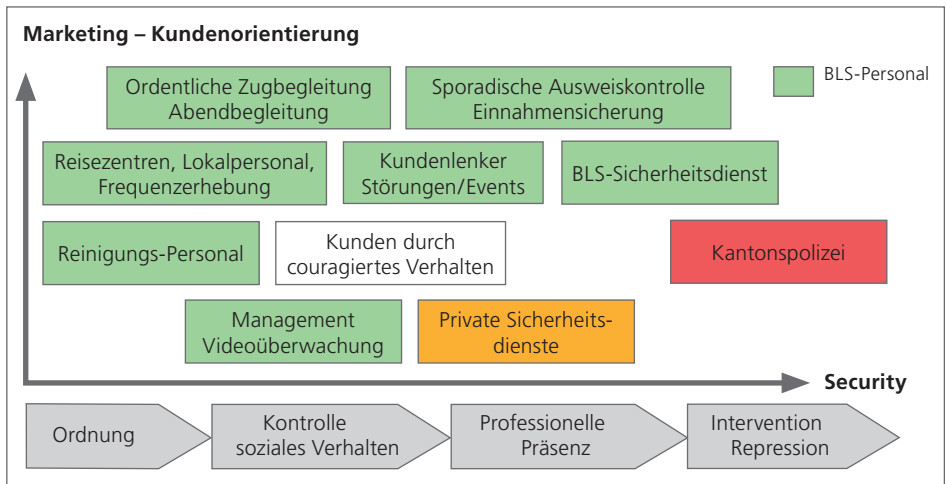 Marketing – Kundenorientierung
BLS-Personal
Ordentliche Zugbegleitung
Abendbegleitung
Sporadische Ausweiskontrolle
Einnahmensicherung
Reisezentren, Lokalpersonal,
Frequenzerhebung
Kundenlenker
Störungen/Events
BLS-Sicherheitsdienst
Reinigungs-Personal
Kunden durch
couragiertes Verhalten
Kantonspolizei
Management
Videoüberwachung
Private Sicherheits-
dienste
Security
Ordnung
Kontrolle
soziales Verhalten
Professionelle
Präsenz
Intervention
Repression